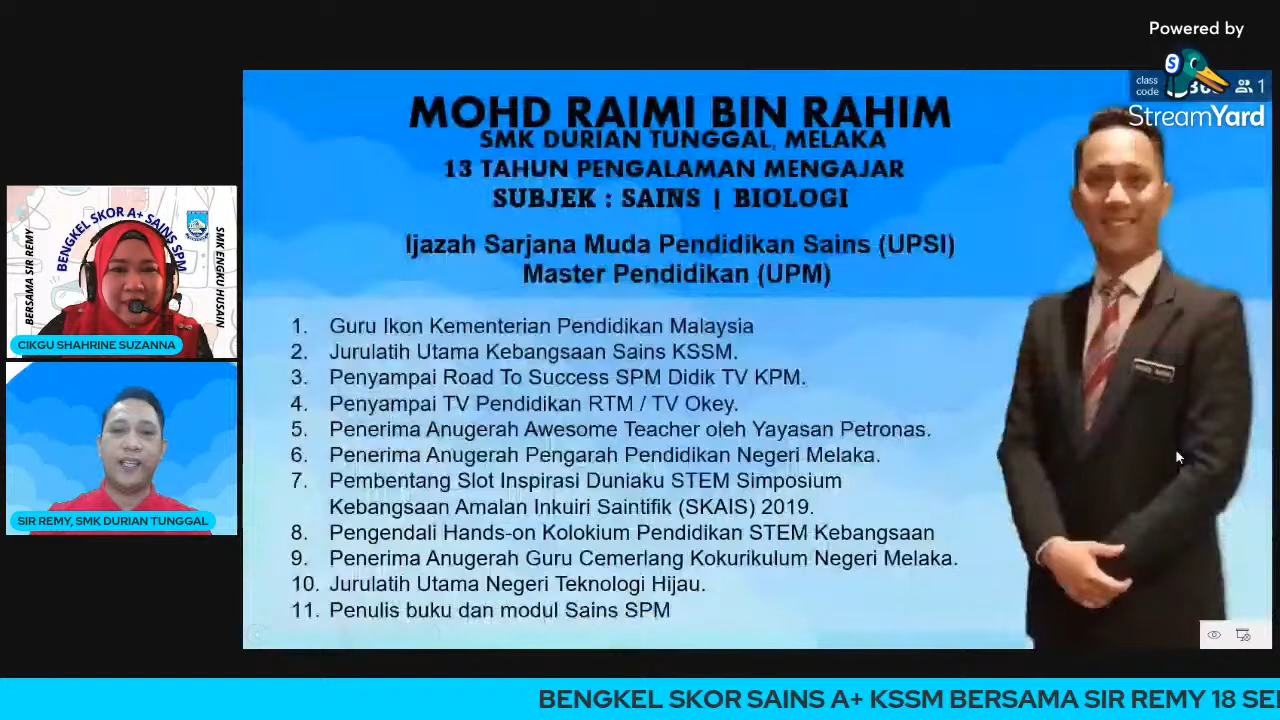 Powered by
StreamYard
class
code
1
MOHD RAIMI BIN RAHIM
SMK DURIAN TUNGGAL, MELAKA
13 TAHUN PENGALAMAN MENGAJAR
SUBJEK : SAINS | BIOLOGI
Ijazah Sarjana Muda Pendidikan Sains (UPSI)
Master Pendidikan (UPM)
1. Guru Ikon Kementerian Pendidikan Malaysia
2. Jurulatih Utama Kebangsaan Sains KSSM.
3. Penyampai Road To Success SPM Didik TV KPM.
4. Penyampai TV Pendidikan RTM / TV Okey.
5. Penerima Anugerah Awesome Teacher oleh Yayasan Petronas.
6. Penerima Anugerah Pengarah Pendidikan Negeri Melaka.
7. Pembentang Slot Inspirasi Duniaku STEM Simposium
Kebangsaan Amalan Inkuiri Saintifik (SKAIS) 2019.
8. Pengendali Hands-on Kolokium Pendidikan STEM Kebangsaan
9. Penerima Anugerah Guru Cemerlang Kokurikulum Negeri Melaka.
10. Jurulatih Utama Negeri Teknologi Hijau.
11. Penulis buku dan modul Sains SPM
BENGKEL SKOR A+ SAINS SPM
BERSAMA SIR REMY
SMK ENGKU HUSAIN
CIKGU SHAHRINE SUZANNA
SIR REMY, SMK DURIAN TUNGGAL
BENGKEL SKOR SAINS A+ KSSM BERSAMA SIR REMY 18 SE